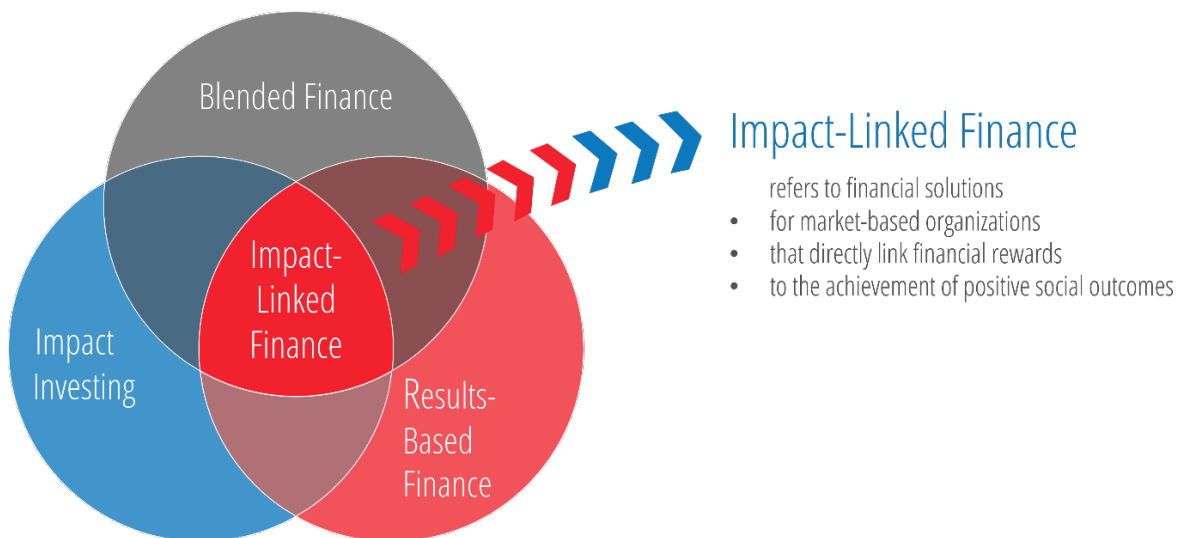 Blended Finance
Impact-
Linked
Finance
Impact
Investing
Results-
Based
Finance
Impact-Linked Finance
refers to financial solutions
• for market-based organizations
• that directly link financial rewards
• to the achievement of positive social outcomes